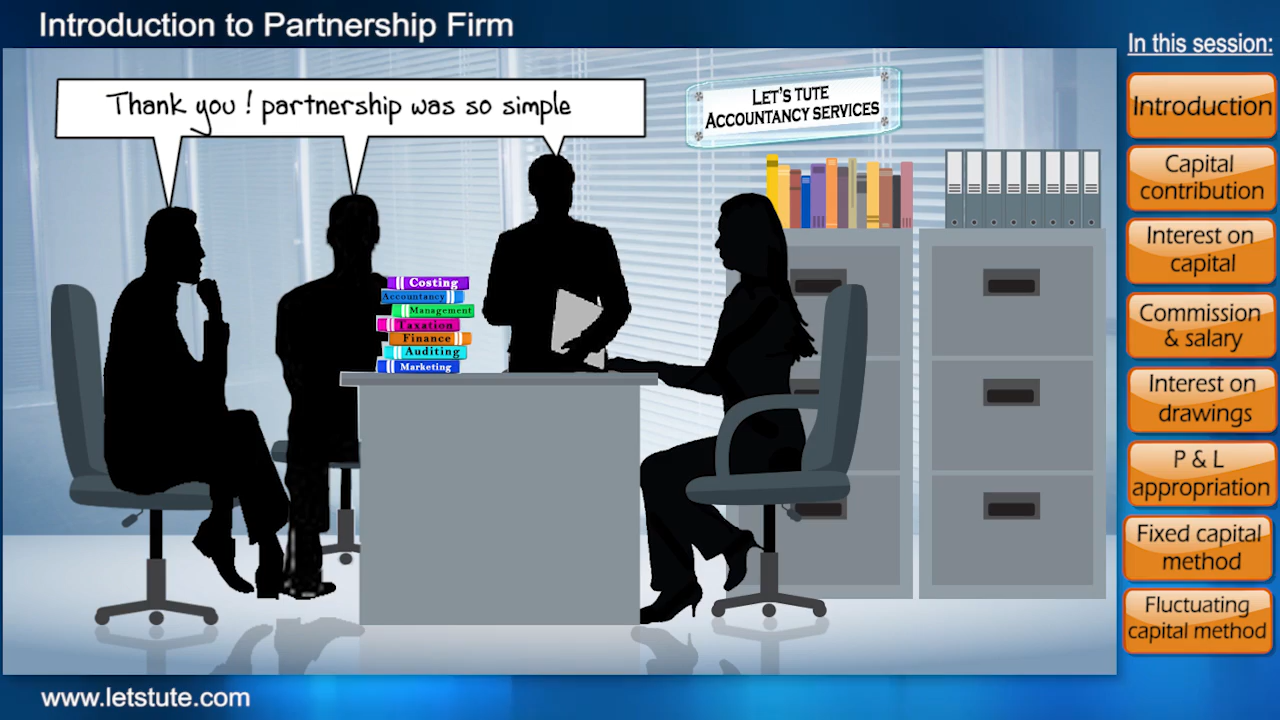 Introduction to Partnership Firm
In this session:
Thank you ! partnership was so simple
LET'S TUTE
ACCOUNTANCY SERVICES
Costing
Accountancy
Management
Taxation
Finance
Auditing
Marketing
Introduction
Capital
contribution
Interest on
capital
Commission
& salary
Interest on
drawings
P & L
appropriation
Fixed capital
method
Fluctuating
capital method
www.letstute.com